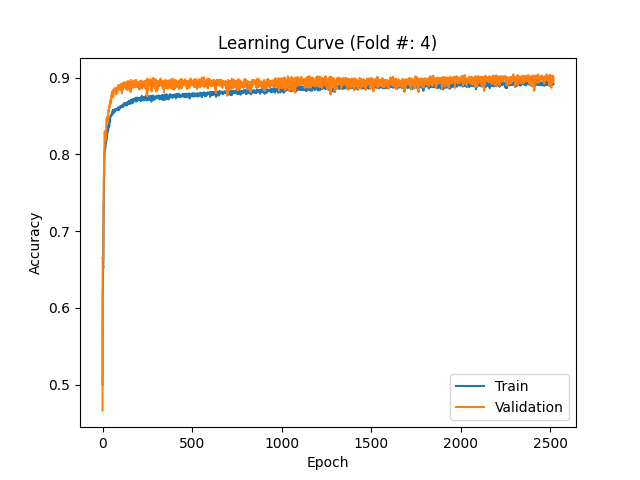 Learning Curve (Fold #: 4)
0.9
0.8
0.7
0.6
0.5
Accuracy
0
500
1000
1500
2000
2500
Epoch
Train
Validation